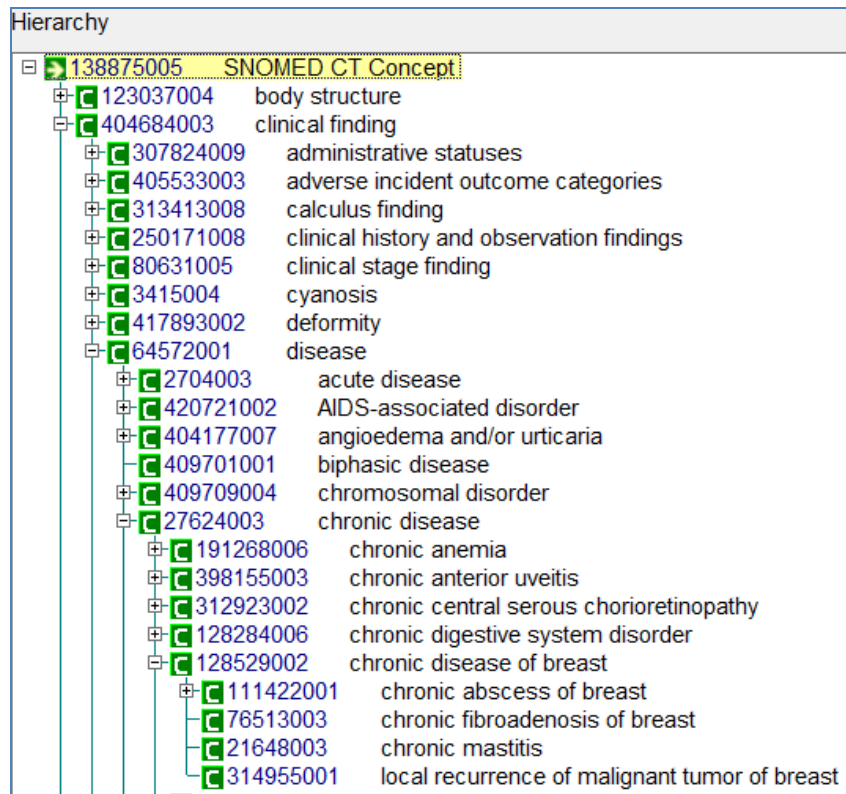 Hierarchy
138875005 SNOMED CT Concept
123037004 body structure
404684003 clinical finding
307824009 administrative statuses
405533003 adverse incident outcome categories
313413008 calculus finding
250171008 clinical history and observation findings
80631005 clinical stage finding
3415004 cyanosis
417893002 deformity
64572001 disease
2704003 acute disease
420721002 AIDS-associated disorder
404177007 angioedema and/or urticaria
409701001 biphasic disease
409709004 chromosomal disorder
27624003 chronic disease
191268006 chronic anemia
398155003 chronic anterior uveitis
312923002 chronic central serous chorioretinopathy
128284006 chronic digestive system disorder
128529002 chronic disease of breast
111422001 chronic abscess of breast
76513003 chronic fibroadenosis of breast
21648003 chronic mastitis
314955001 local recurrence of malignant tumor of breast